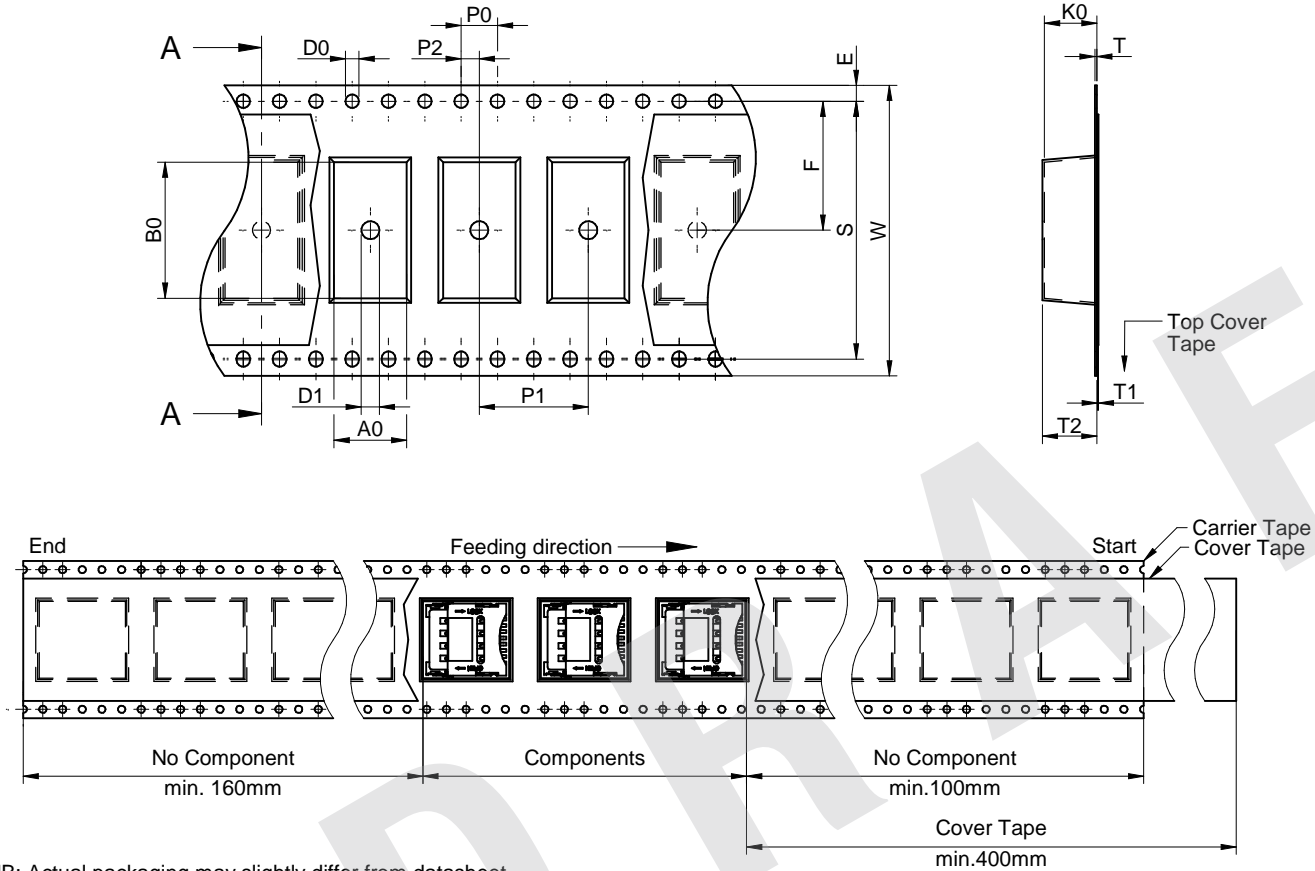 P0
K0
A
D0
P2
E
T
F
B0
S
W
Top Cover
Tape
D1
P1
T1
A
A0
T2
Carrier Tape
End
Feeding direction
Start
Cover Tape
No Component
Components
No Component
min. 160mm
min.100mm
Cover Tape
min.400mm
Actual packaging may slightly differ from datasheet
DRAF